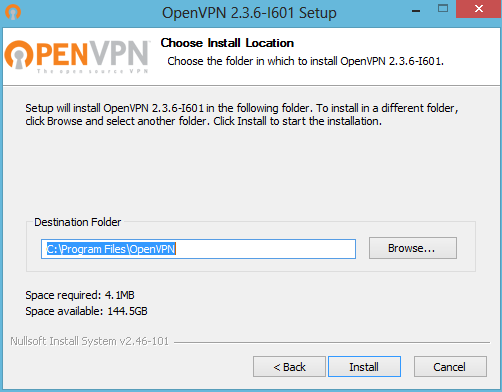 OpenVPN 2.3.6-I601 Setup
OPENVPN
The open source VPN
Choose Install Location
Choose the folder in which to install OpenVPN 2.3.6-I601.
Setup will install OpenVPN 2.3.6-I601 in the following folder. To install in a different folder,
click Browse and select another folder. Click Install to start the installation.
Destination Folder
C:\Program Files\OpenVPN
Browse...
Space required: 4.1MB
Space available: 144.5GB
Nullsoft Install System v2.46-101
< Back
Install
Cancel